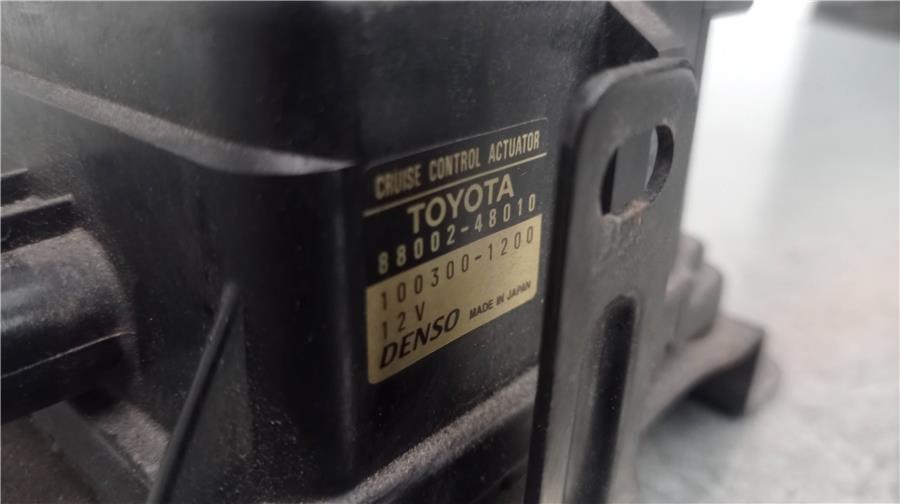 CRUISE CONTROL ACTUATOR
TOYOTA
88002-48010
100300-1200
12V
DENSO MADE IN JAPAN